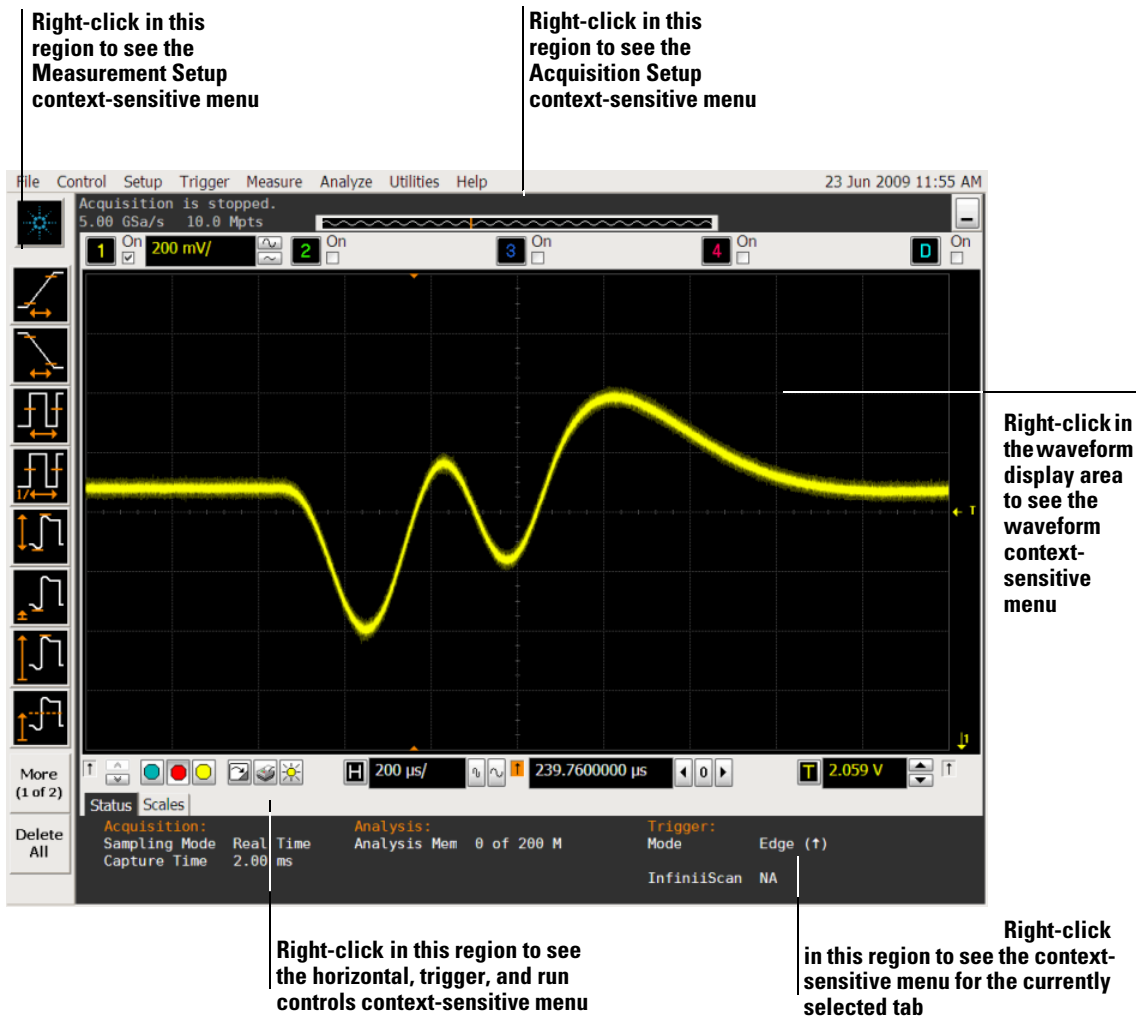 Right-click in this
region to see the
Measurement Setup
context-sensitive menu
Right-click in this
region to see the
Acquisition Setup
context-sensitive menu
File Control Setup Trigger Measure Analyze Utilities Help 23 Jun 2009 11:55 AM
Acquisition is stopped.
5.00 GSa/s 10.0 Mpts
1 On 200 mV/ 2 On 3 On 4 On D On
Right-click in
the waveform
display area
to see the
waveform
context-
sensitive
menu
T
1/
1
More
(1 of 2)
Delete
All
H 200 µs/ 239.7600000 µs 0 T 2.059 V
Status Scales
Acquisition: Analysis: Trigger:
Sampling Mode Real Time Analysis Mem 0 of 200 M Mode Edge (↑)
Capture Time 2.00 ms
InfiniiScan NA
Right-click in this region to see
the horizontal, trigger, and run
controls context-sensitive menu
Right-click
in this region to see the context-
sensitive menu for the currently
selected tab